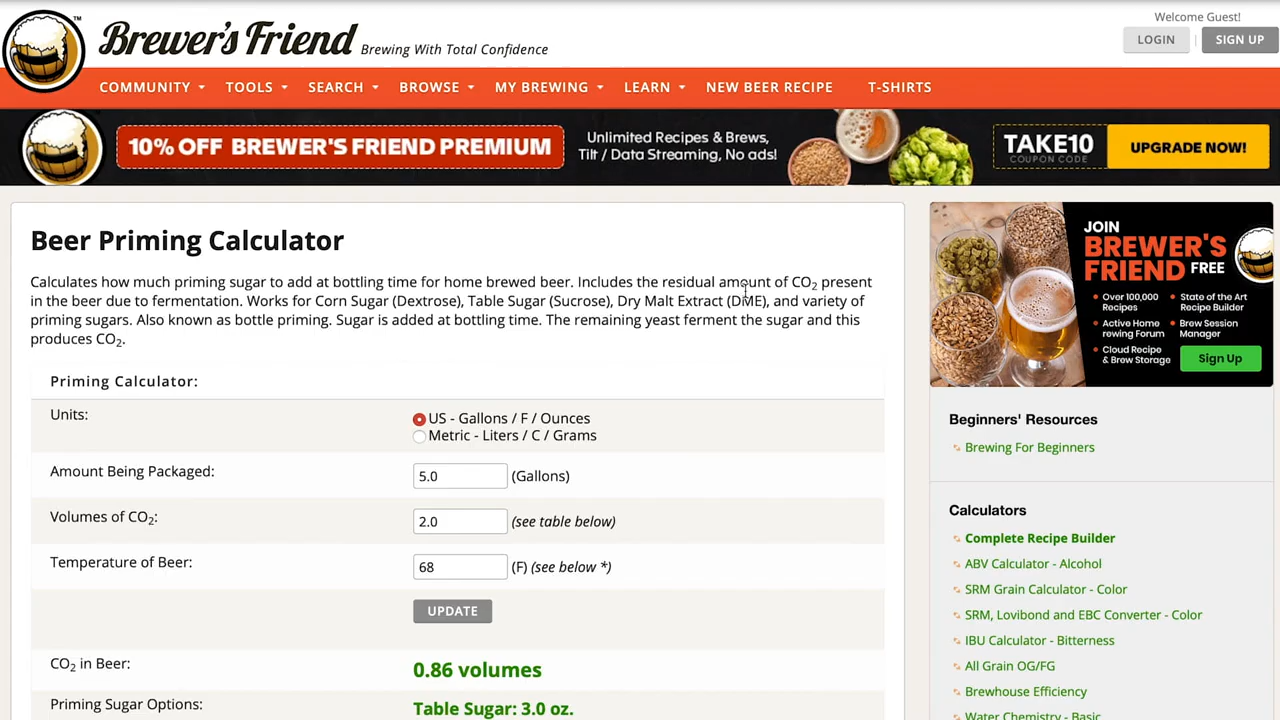 Brewer's Friend™ Brewing With Total Confidence
Welcome Guest!
LOGIN | SIGN UP
COMMUNITY TOOLS SEARCH BROWSE MY BREWING LEARN NEW BEER RECIPE T-SHIRTS
10% OFF BREWER'S FRIEND PREMIUM
Unlimited Recipes & Brews,
Tilt / Data Streaming, No ads!
TAKE10
COUPON CODE
UPGRADE NOW!
Beer Priming Calculator
Calculates how much priming sugar to add at bottling time for home brewed beer. Includes the residual amount of CO2 present
in the beer due to fermentation. Works for Corn Sugar (Dextrose), Table Sugar (Sucrose), Dry Malt Extract (DME), and variety of
priming sugars. Also known as bottle priming. Sugar is added at bottling time. The remaining yeast ferment the sugar and this
produces CO2.
Priming Calculator:
Units:
US - Gallons / F / Ounces
Metric - Liters / C / Grams
Amount Being Packaged: 5.0 (Gallons)
Volumes of CO2: 2.0 (see table below)
Temperature of Beer: 68 (F) (see below *)
UPDATE
CO2 in Beer: 0.86 volumes
Priming Sugar Options: Table Sugar: 3.0 oz.
JOIN
BREWER'S
FRIEND FREE
• Over 100,000
Recipes
• Active Home
rewing Forum
• Cloud Recipe
& Brew Storage
• State of the Art
Recipe Builder
• Brew Session
Manager
Sign Up
Beginners' Resources
Brewing For Beginners
Calculators
Complete Recipe Builder
ABV Calculator - Alcohol
SRM Grain Calculator - Color
SRM, Lovibond and EBC Converter - Color
IBU Calculator - Bitterness
All Grain OG/FG
Brewhouse Efficiency
Water Chemistry - Basic